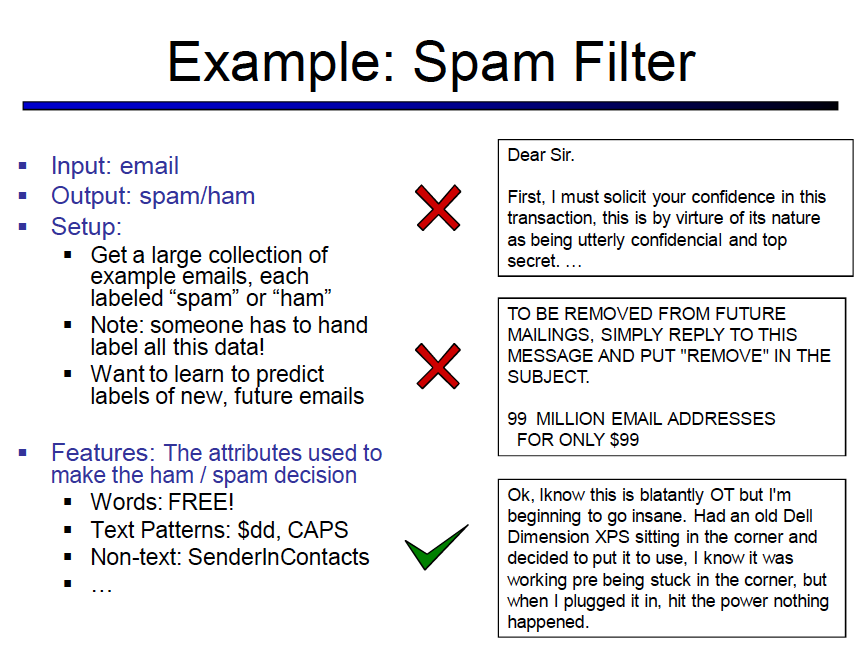 Example: Spam Filter
Input: email
Output: spam/ham
Setup:
Get a large collection of
example emails, each
labeled “spam” or “ham”
Note: someone has to hand
label all this data!
Want to learn to predict
labels of new, future emails
Features: The attributes used to
make the ham / spam decision
Words: FREE!
Text Patterns: $dd, CAPS
Non-text: SenderInContacts
…
Dear Sir.
First, I must solicit your confidence in this
transaction, this is by virture of its nature
as being utterly confidencial and top
secret. …
TO BE REMOVED FROM FUTURE
MAILINGS, SIMPLY REPLY TO THIS
MESSAGE AND PUT "REMOVE" IN THE
SUBJECT.
99 MILLION EMAIL ADDRESSES
FOR ONLY $99
Ok, Iknow this is blatantly OT but I'm
beginning to go insane. Had an old Dell
Dimension XPS sitting in the corner and
decided to put it to use, I know it was
working pre being stuck in the corner, but
when I plugged it in, hit the power nothing
happened.